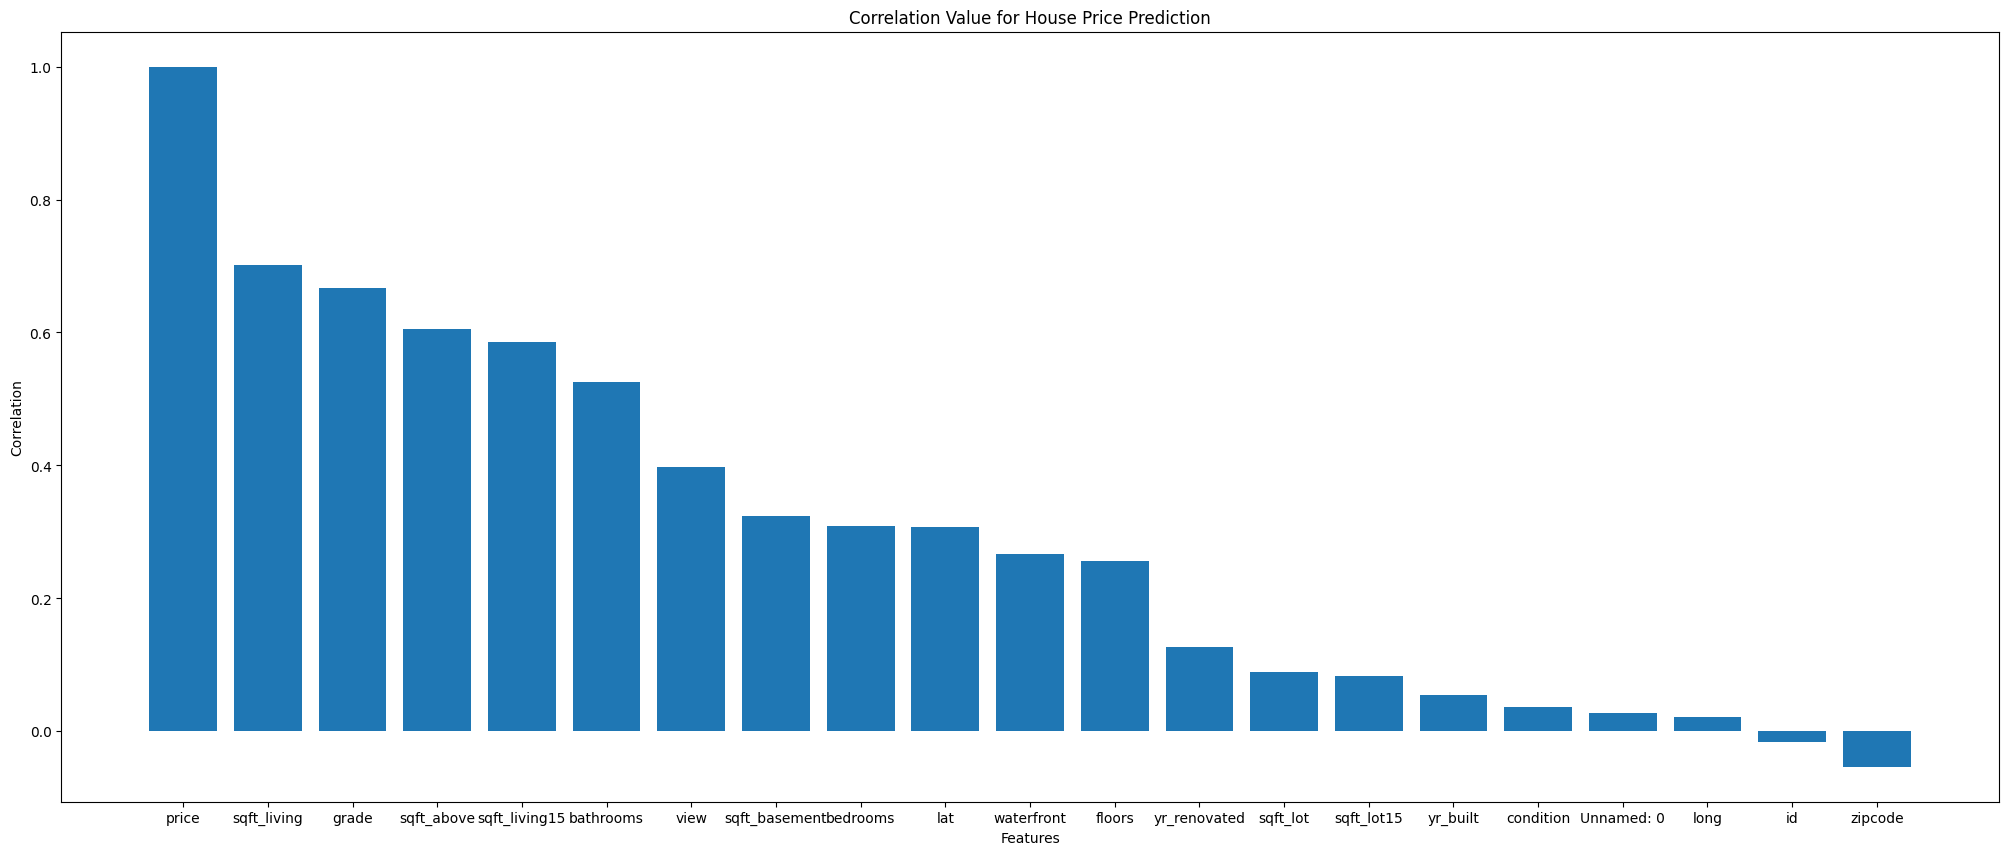 Correlation Value for House Price Prediction
Correlation
1.0
0.8
0.6
0.4
0.2
0.0
price sqft_living grade sqft_above sqft_living15 bathrooms view sqft_basement bedrooms lat waterfront floors yr_renovated sqft_lot sqft_lot15 yr_built condition Unnamed: 0 long id zipcode
Features